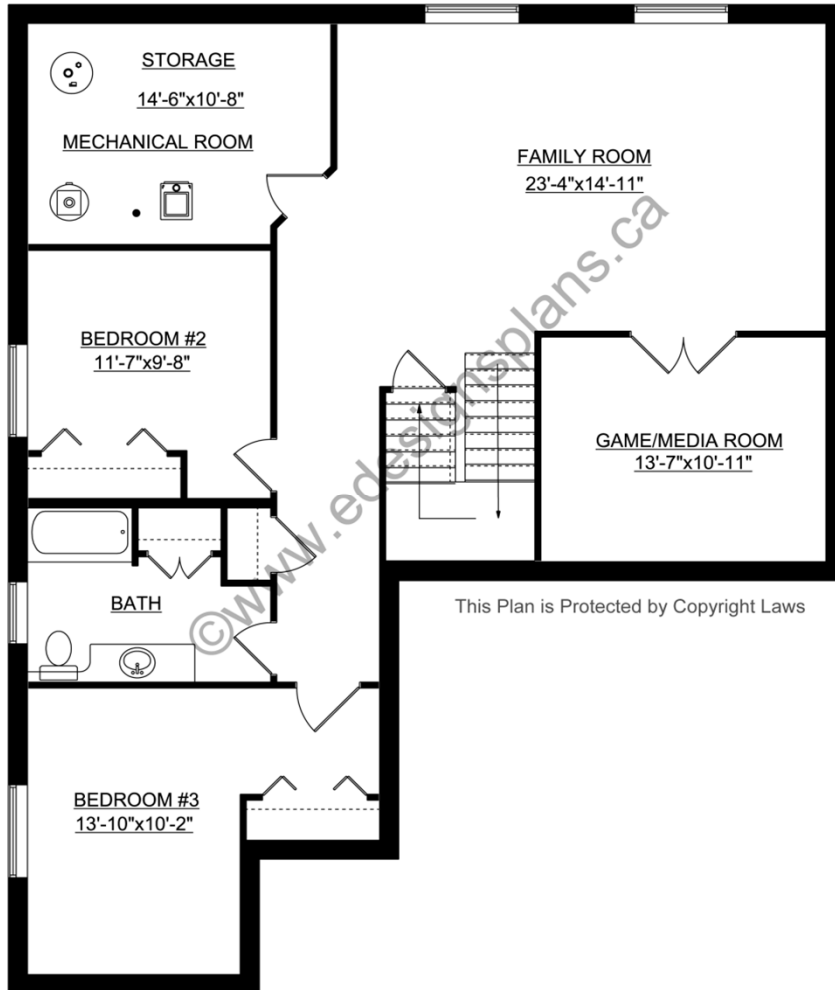 STORAGE
14'-6"x10'-8"
MECHANICAL ROOM
FAMILY ROOM
23'-4"x14'-11"
BEDROOM #2
11'-7"x9'-8"
GAME/MEDIA ROOM
13'-7"x10'-11"
BATH
©www.edesignsplans.ca
This Plan is Protected by Copyright Laws
BEDROOM #3
13'-10"x10'-2"